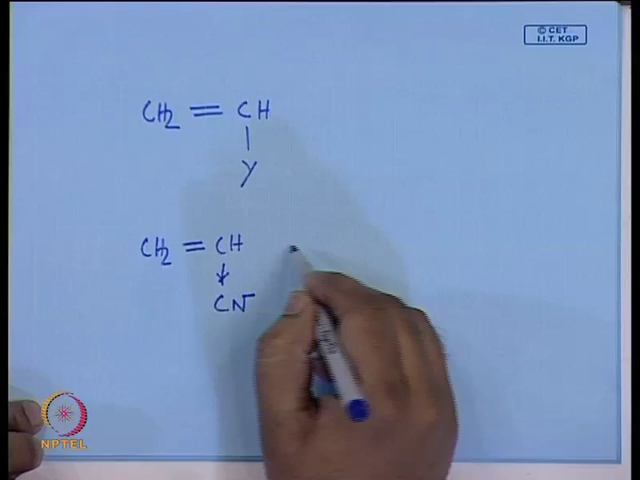 © CET
I.I.T. KGP
CH2 = CH
Y
CH2 = CH
CN
NPTEL